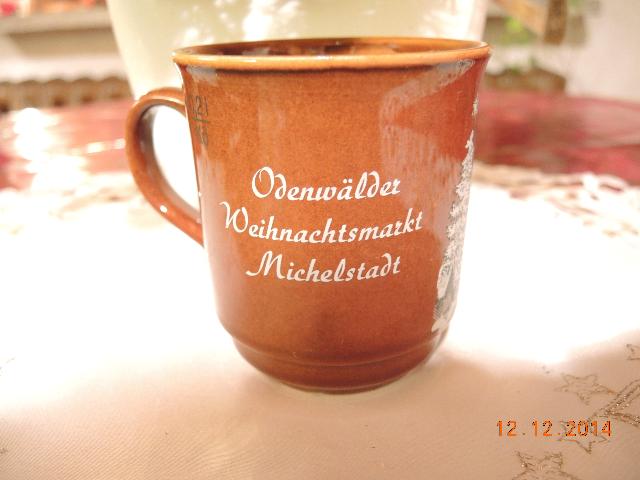 Odenwälder
Weihnachtsmarkt
Michelstadt
12.12.2014